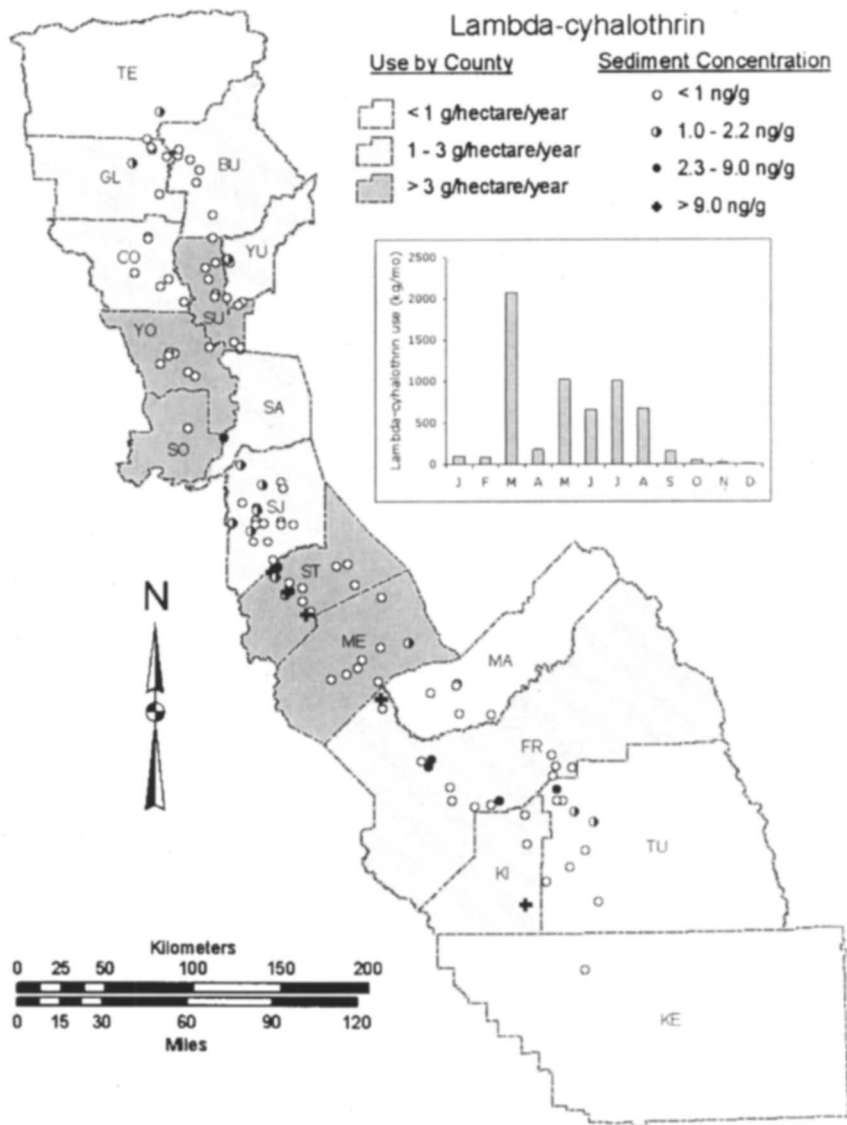 Lambda-cyhalothrin
Use by County
< 1 g/hectare/year
1 - 3 g/hectare/year
> 3 g/hectare/year
Sediment Concentration
< 1 ng/g
1.0 - 2.2 ng/g
2.3 - 9.0 ng/g
> 9.0 ng/g
TE
GL
BU
CO
YU
SU
YO
SA
SO
SJ
ST
ME
MA
FR
TU
KI
KE
Lambda-cyhalothrin use (kg/mo)
2500
2000
1500
1000
500
0
J F M A M J J A S O N D
N
Kilometers
0 25 50 100 150 200
0 15 30 60 90 120
Miles